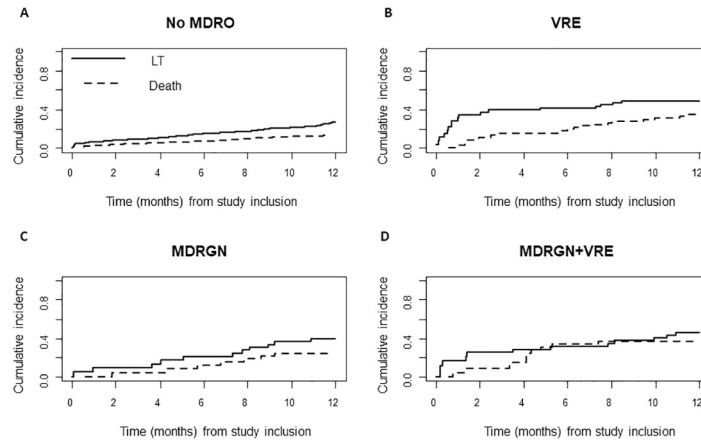 A
No MDRO
Cumulative incidence
0.0 0.4 0.8
LT
Death
0 2 4 6 8 10 12
Time (months) from study inclusion
B
VRE
Cumulative incidence
0.0 0.4 0.8
0 2 4 6 8 10 12
Time (months) from study inclusion
C
MDRGN
Cumulative incidence
0.0 0.4 0.8
0 2 4 6 8 10 12
Time (months) from study inclusion
D
MDRGN+VRE
Cumulative incidence
0.0 0.4 0.8
0 2 4 6 8 10 12
Time (months) from study inclusion